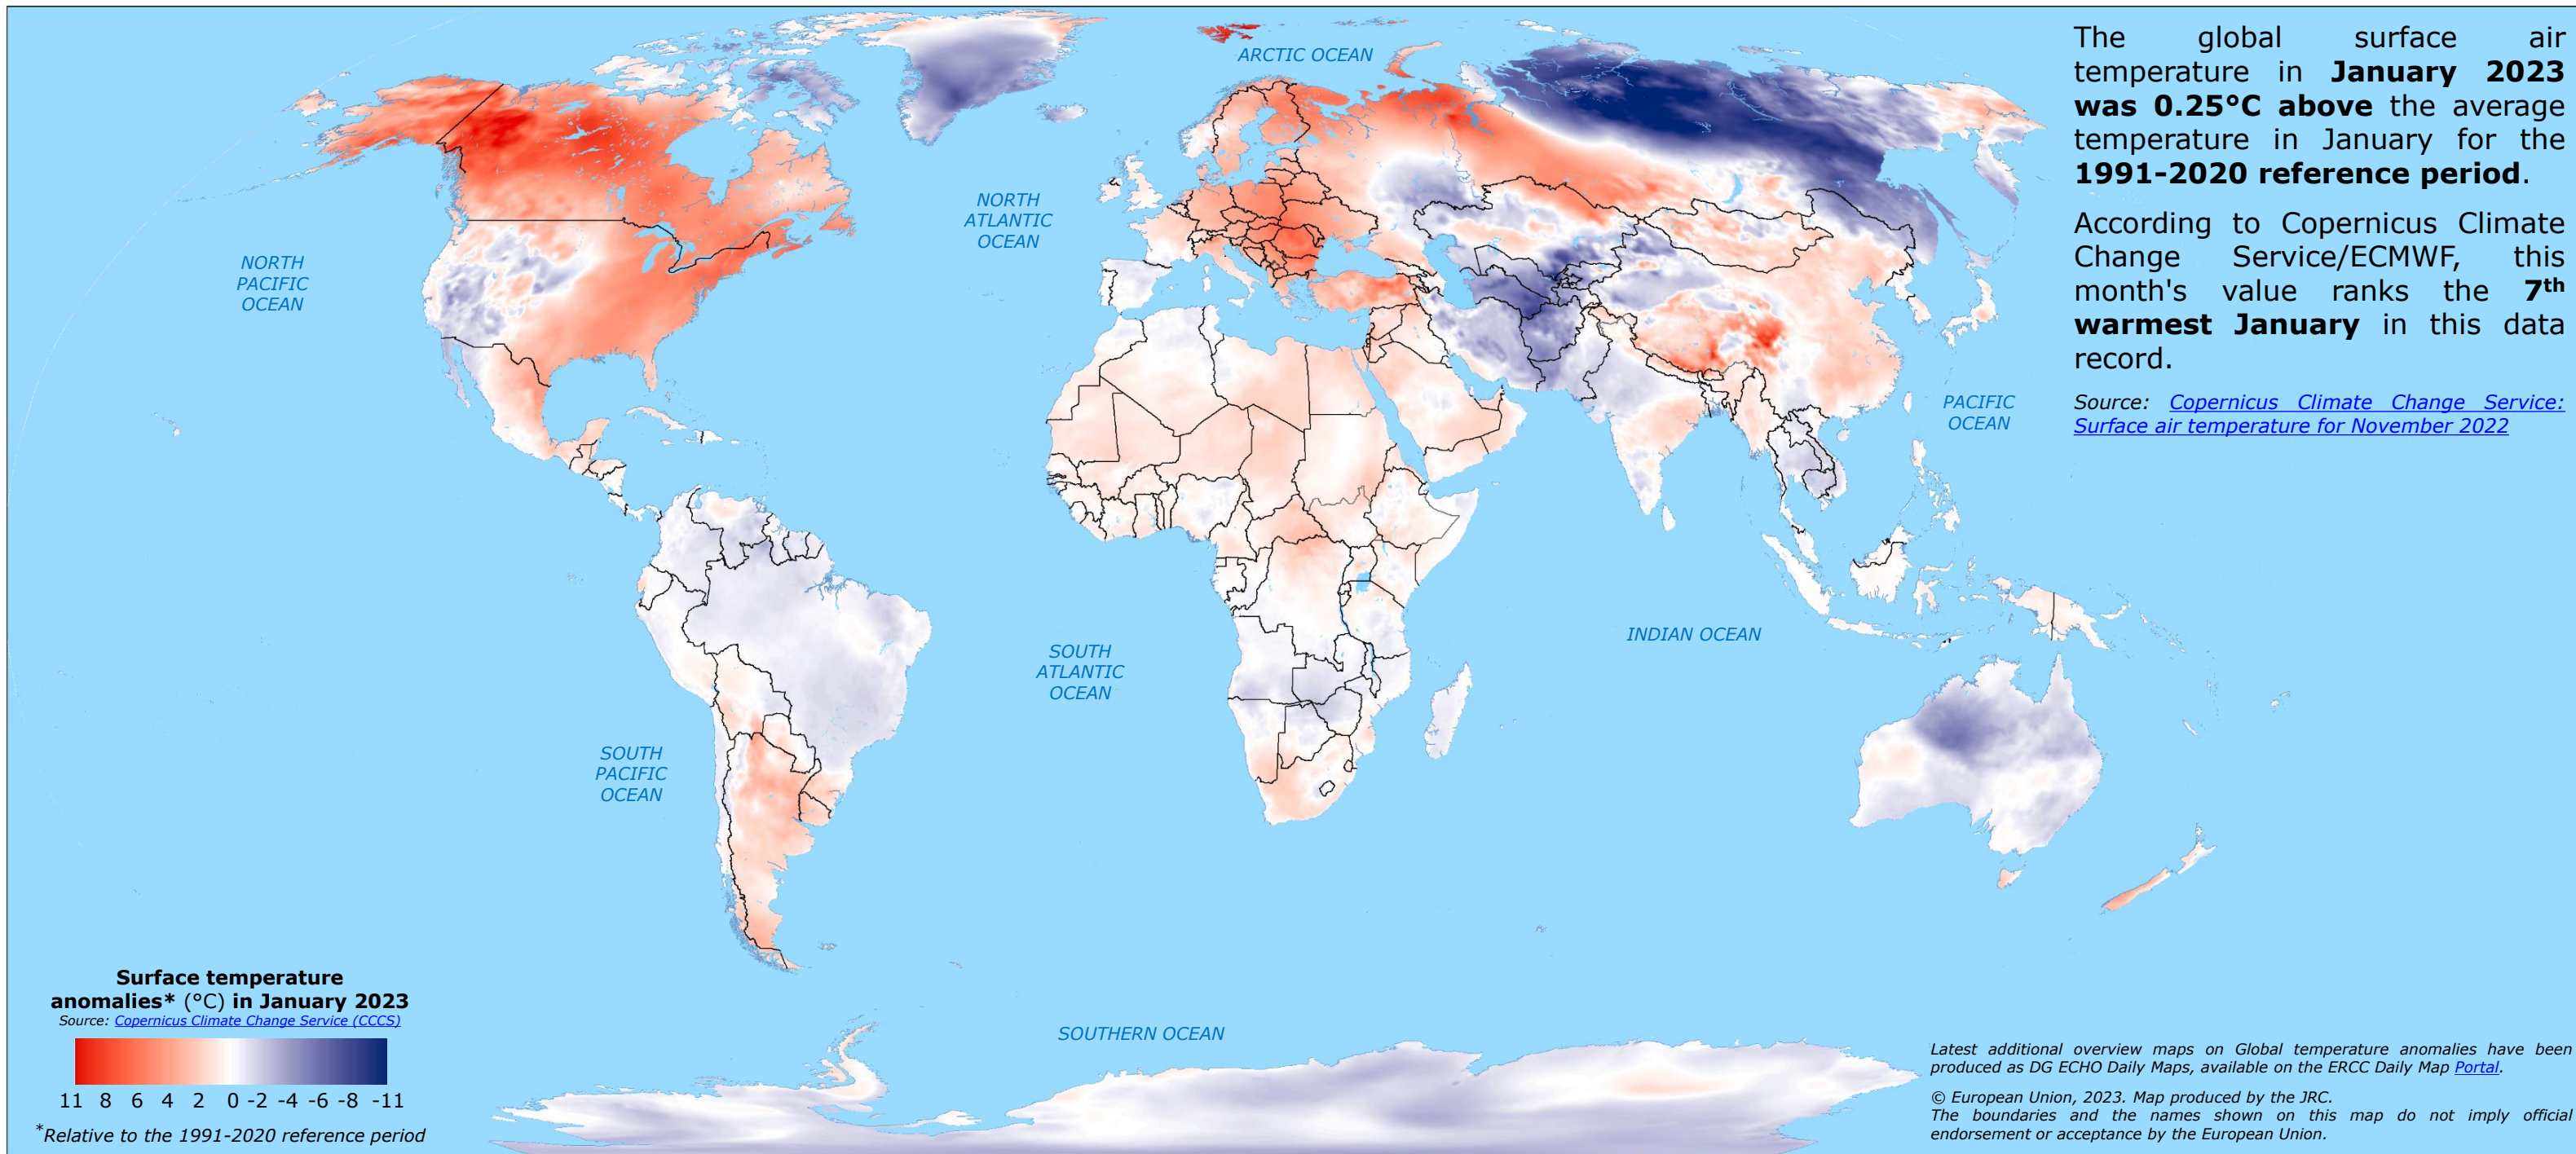 The global surface air
temperature in January 2023
was 0.25°C above the average
temperature in January for the
1991-2020 reference period.
According to Copernicus Climate
Change Service/ECMWF, this
month's value ranks the 7th
warmest January in this data
record.
Source: Copernicus Climate Change Service:
Surface air temperature for November 2022
ARCTIC OCEAN
NORTH
ATLANTIC
OCEAN
NORTH
PACIFIC
OCEAN
PACIFIC
OCEAN
INDIAN OCEAN
SOUTH
ATLANTIC
OCEAN
SOUTH
PACIFIC
OCEAN
SOUTHERN OCEAN
Surface temperature
anomalies* (°C) in January 2023
Source: Copernicus Climate Change Service (CCCS)
11 8 6 4 2 0 -2 -4 -6 -8 -11
*Relative to the 1991-2020 reference period
Latest additional overview maps on Global temperature anomalies have been
produced as DG ECHO Daily Maps, available on the ERCC Daily Map Portal.
© European Union, 2023. Map produced by the JRC.
The boundaries and the names shown on this map do not imply official
endorsement or acceptance by the European Union.